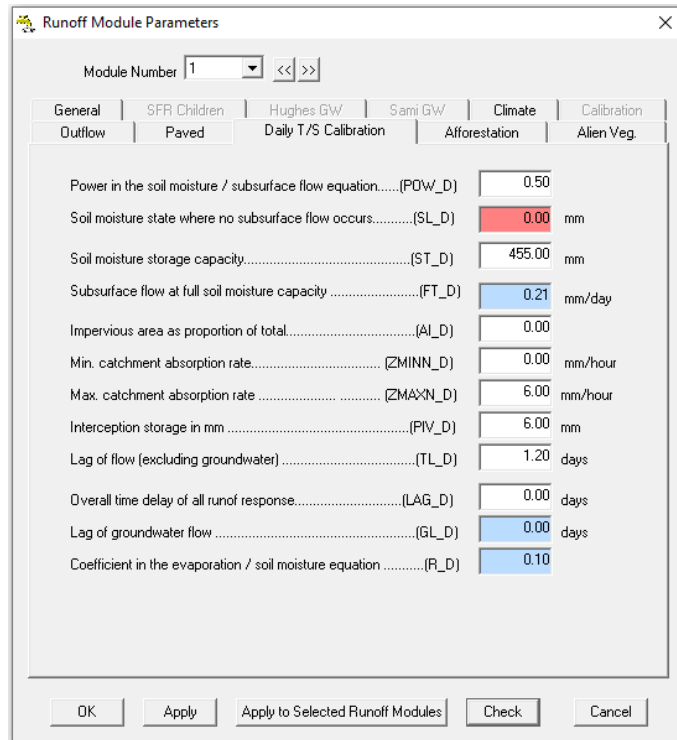 Runoff Module Parameters
Module Number 1 << >>
General SFR Children Hughes GW Sami GW Climate Calibration
Outflow Paved Daily T/S Calibration Afforestation Alien Veg.
Power in the soil moisture / subsurface flow equation.....(POW_D) 0.50
Soil moisture state where no subsurface flow occurs...........(SL_D) 0.00 mm
Soil moisture storage capacity.............................................(ST_D) 455.00 mm
Subsurface flow at full soil moisture capacity ........................(FT_D) 0.21 mm/day
Impervious area as proportion of total....................................(AI_D) 0.00
Min. catchment absorption rate................................... (ZMINN_D) 0.00 mm/hour
Max. catchment absorption rate ..................... ........... (ZMAXN_D) 6.00 mm/hour
Interception storage in mm ................................................(PIV_D) 6.00 mm
Lag of flow (excluding groundwater) ....................................(TL_D) 1.20 days
Overall time delay of all runof response.............................(LAG_D) 0.00 days
Lag of groundwater flow .....................................................(GL_D) 0.00 days
Coefficient in the evaporation / soil moisture equation ...........(R_D) 0.10
OK Apply Apply to Selected Runoff Modules Check Cancel